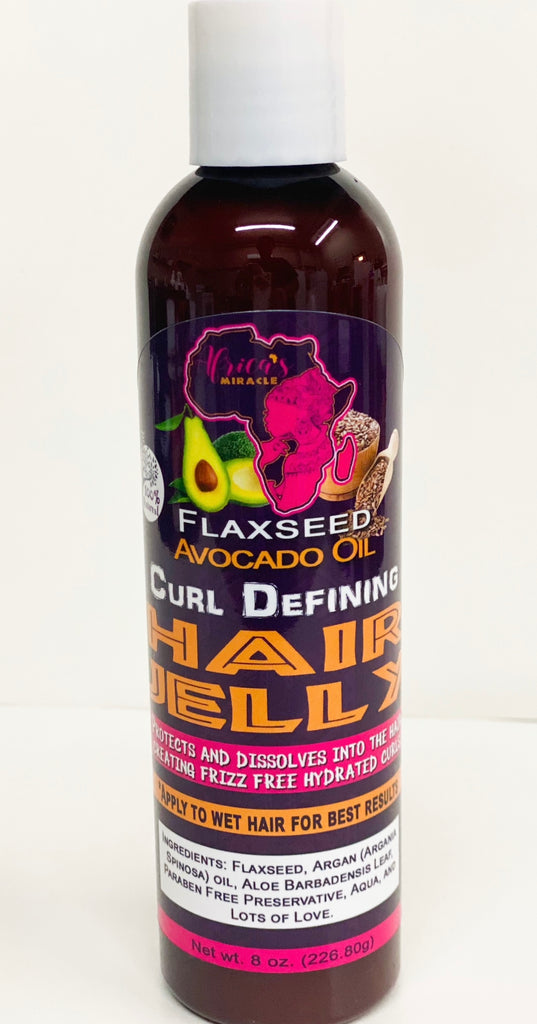 Africa's
MIRACLE
100%
FLAXSEED
AVOCADO OIL
CURL DEFINING
HAIR
JELLY
PROTECTS AND DISSOLVES INTO THE HAIR
CREATING FRIZZ FREE HYDRATED CURLS
*APPLY TO WET HAIR FOR BEST RESULTS
INGREDIENTS: FLAXSEED, ARGAN (ARGANIA
SPINOSA) OIL, ALOE BARBADENSIS LEAF,
PARABEN FREE PRESERVATIVE, AQUA, AND
LOTS OF LOVE.
Net wt. 8 oz. (226.80g)